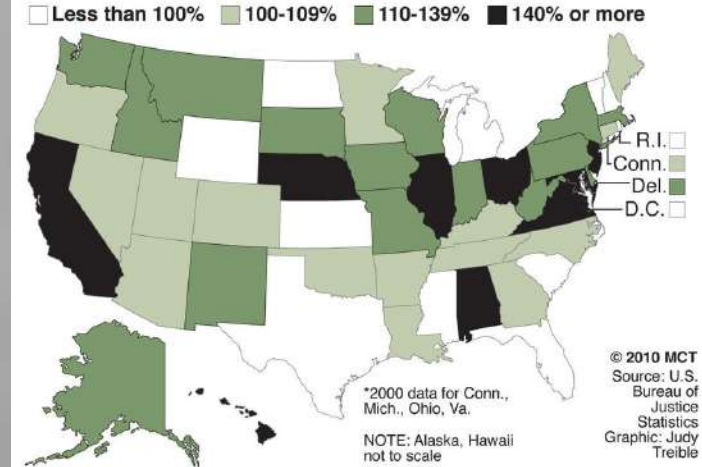 Less than 100% 100-109% 110-139% 140% or more
R.I.
Conn.
Del.
D.C.
*2000 data for Conn.,
Mich., Ohio, Va.
NOTE: Alaska, Hawaii
not to scale
© 2010 MCT
Source: U.S.
Bureau of
Justice
Statistics
Graphic: Judy
Treible